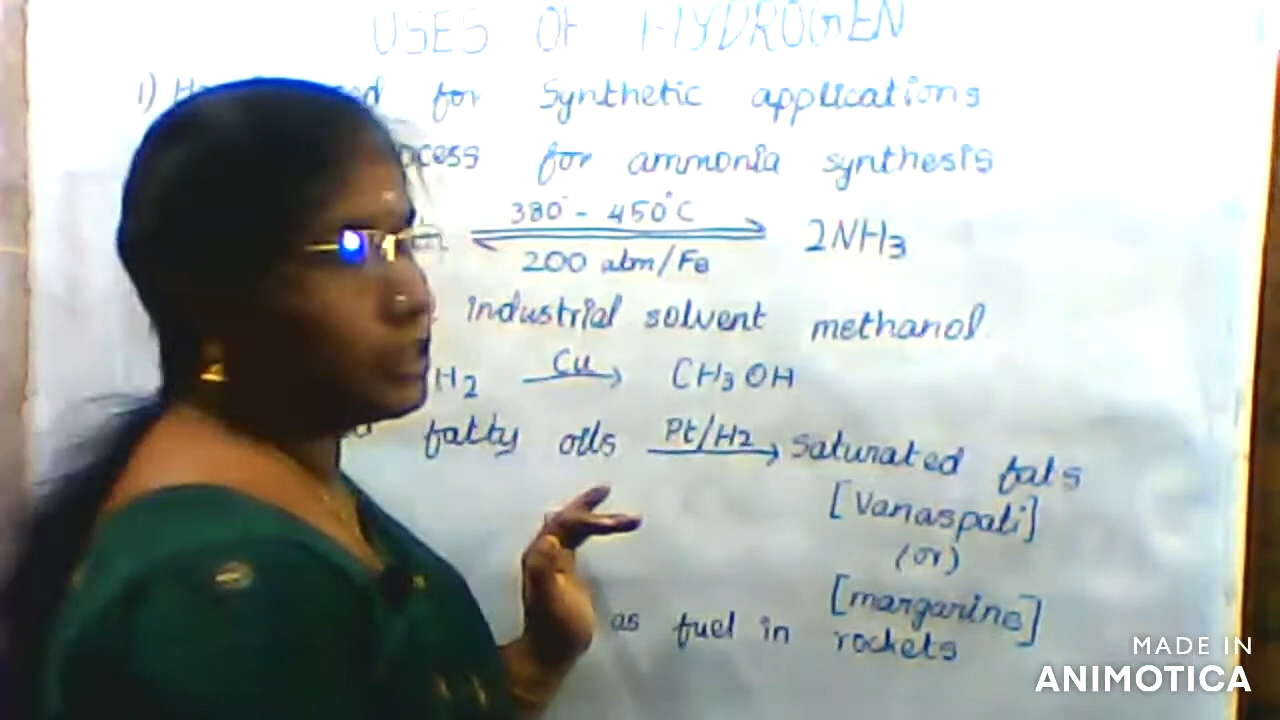 USES OF HYDROGEN
1) for Synthetic applications
for ammonia synthesis
380° - 450°C
200 atm/Fe
2NH3
industrial solvent methanol
H2 Cu → CH3OH
fatty oils Pt/H2 → saturated fats
[Vanaspati]
(or)
[margarine]
as fuel in rockets
MADE IN
ANIMOTICA